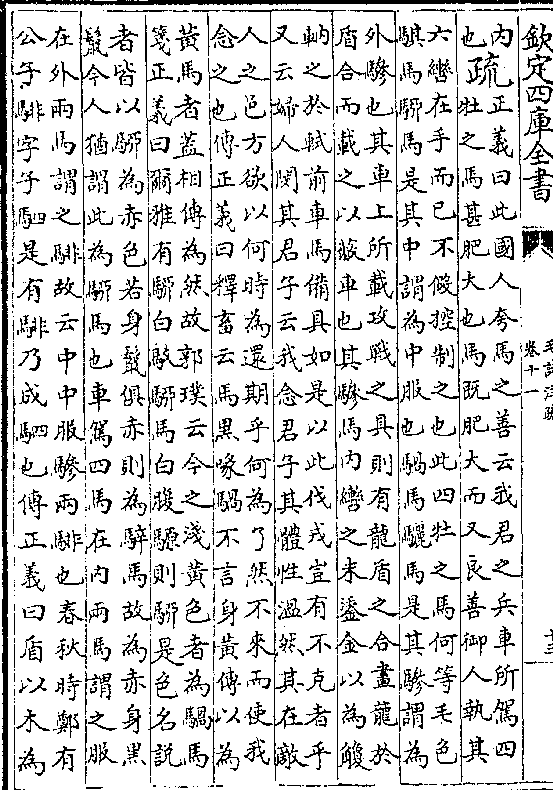 欽定四庫全書
毛詩注疏
卷十一
十三
内 正義曰此國人夸馬之善云我君之兵車所駕四
也疏牡之馬甚肥大也馬既肥大而又良善御人執其
六轡在手而已不假控制之也此四牡之馬何等毛色
騏馬騮馬是其中謂為中服也騧馬驪馬是其驂謂為
外驂也其車上所載攻戰之具則有龍盾之合畫龍於
盾合而載之以蔽車也其驂馬内轡之末鋈金以為觼
軜之於軾前車馬備具如是以此伐戎豈有不克者乎
又云婦人閔其君子云我念君子其體性溫然其在敵
人之邑方欲以何時為還期乎何為了然不來而使我
念之也傳正義曰釋畜云馬黑喙騧不言身黄傳以為
黄馬者蓋相傳為然故郭璞云今之淺黄色者為騧馬
箋正義曰爾雅有騮白駁騮馬白腹騵則騮是色名說
者皆以騮為赤色若身鬛俱赤則為騂馬故為赤身黑
鬛今人猶謂此為騮馬也車駕四馬在内兩馬謂之服
在外兩馬謂之騑故云中中服驂兩騑也春秋時鄭有
公子騑字子駟是有騑乃成駟也傳正義曰盾以木為